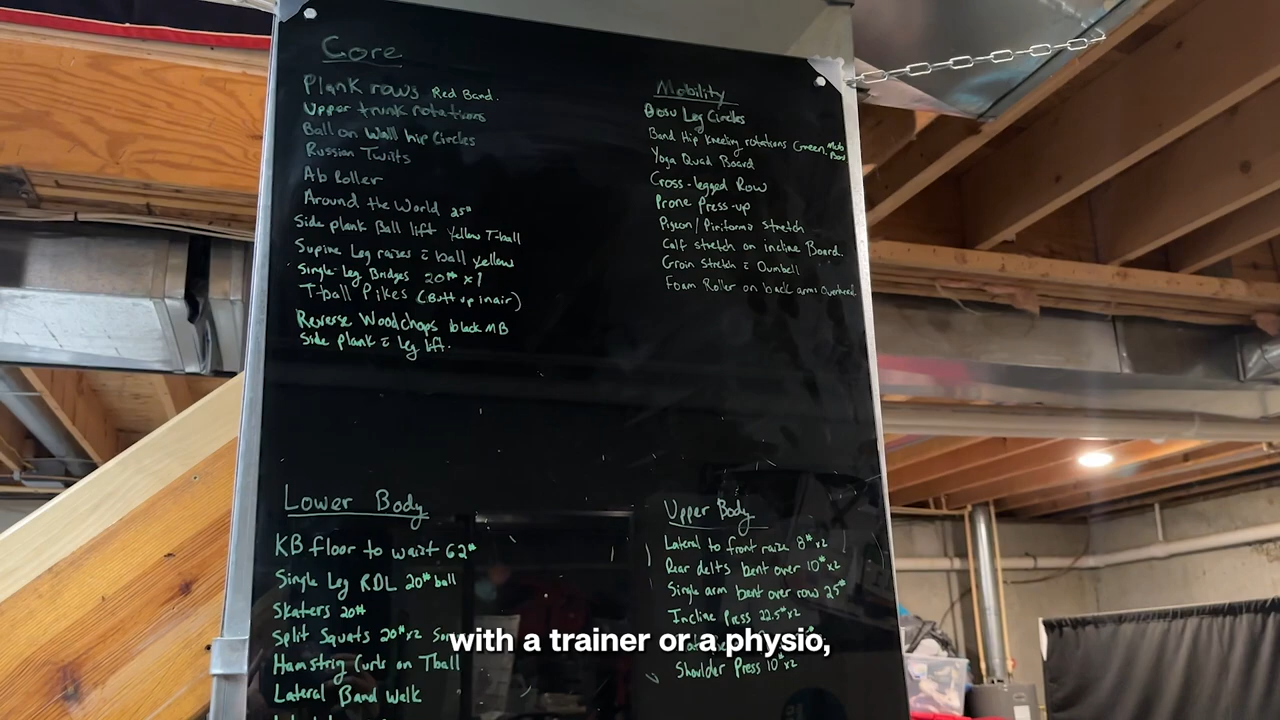 Core
Plank rows Red Band.
Upper trunk rotations
Ball on Wall hip Circles
Russian Twists
Ab Roller
Around the World 25#
Side plank Ball lift Yellow T-ball
Supine Leg raises c̄ ball yellow
Single Leg Bridges 20# x1
T-ball Pikes (Butt up in air)
Reverse Woodchops black MB
Side plank c̄ leg lift.
Mobility
Bosu Leg Circles
Band Hip kneeling rotations Green Mob Band
Yoga Quad Board
Cross-legged Row
Prone Press-up
Pigeon/Piriformis stretch
Calf stretch on incline Board.
Groin Stretch c̄ Dumbell
Foam Roller on back arms Overhead
Lower Body
KB floor to waist 62#
Single Leg RDL 20# ball
Skaters 20#
Split Squats 20#x2
Hamstrig Curls on Tball
Lateral Band Walk
Upper Body
Lateral to front raise 8#x2
Rear delts bent over 10#x2
Single arm bent over row 25#
Incline Press 22.5#x2
Shoulder Press 10#x2
with a trainer or a physio,